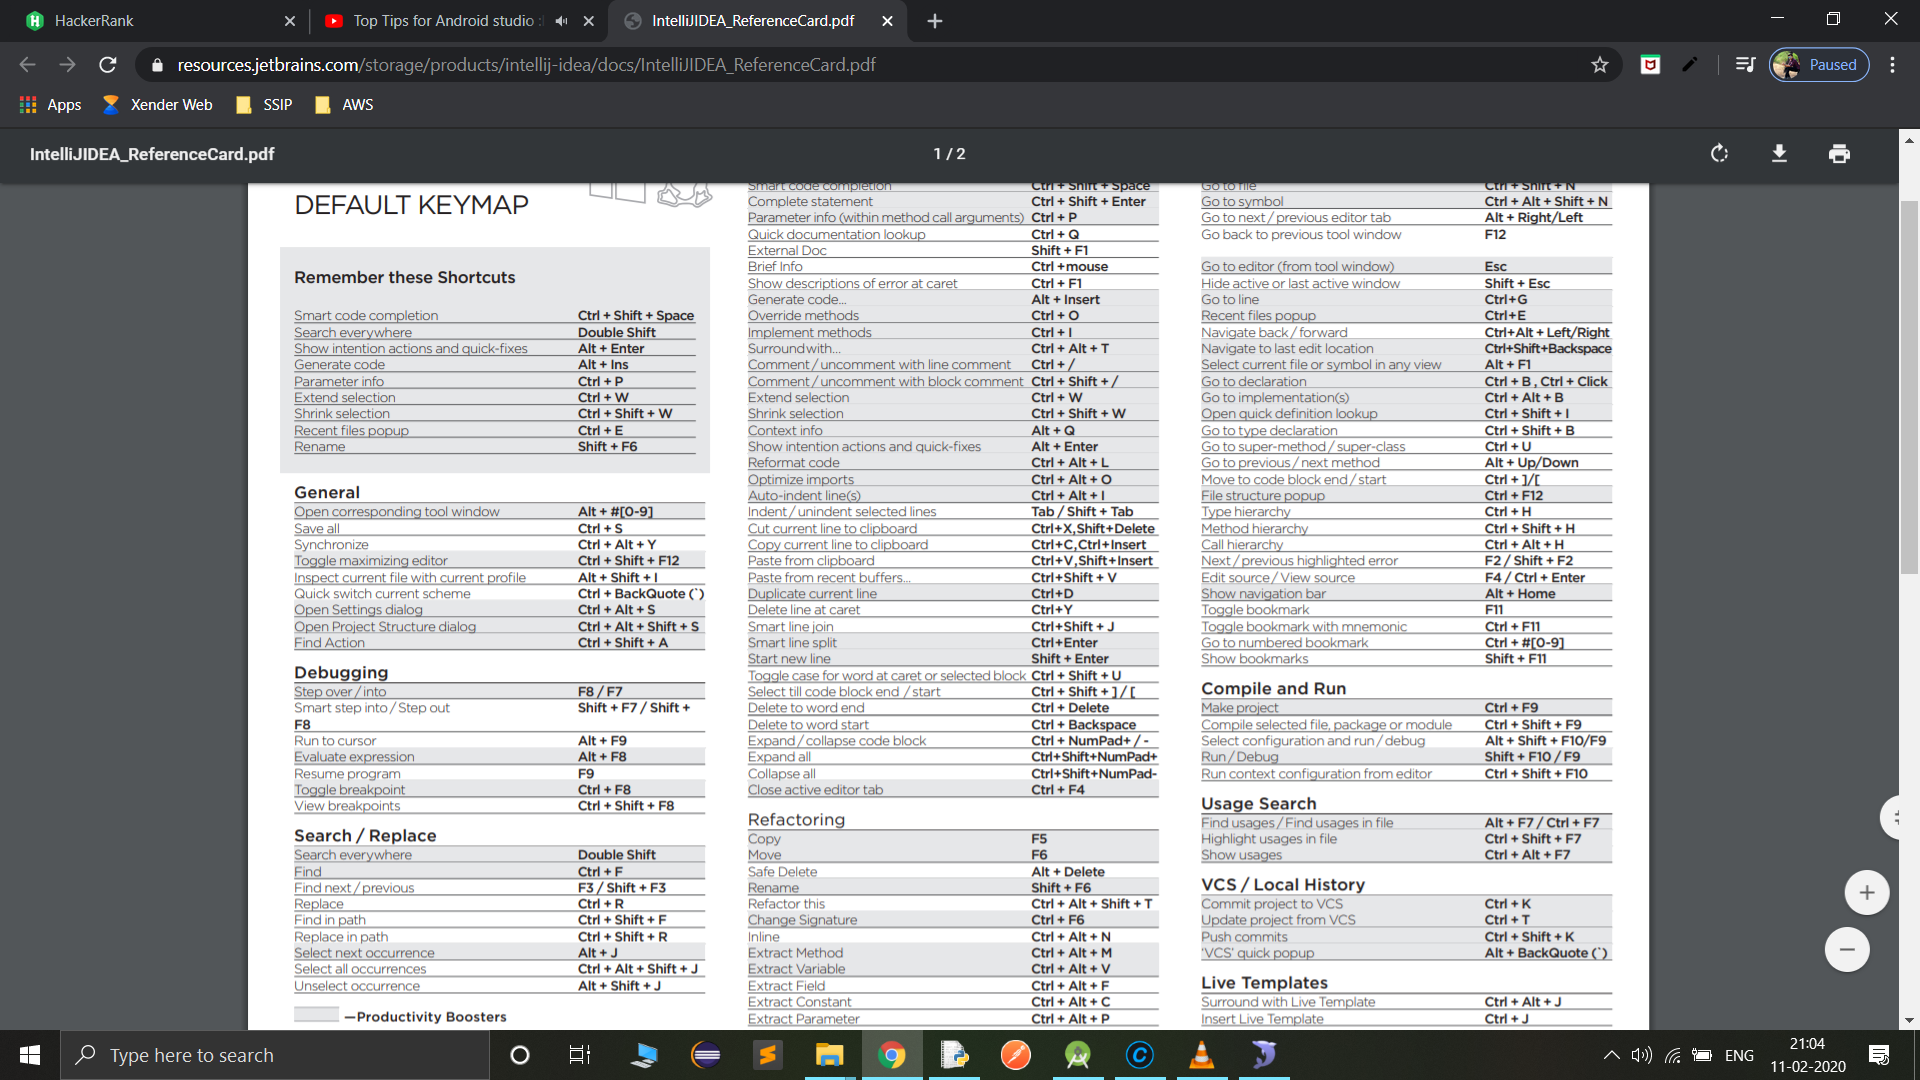 HackerRank
Top Tips for Android studio :
IntelliJIDEA_ReferenceCard.pdf
resources.jetbrains.com/storage/products/intellij-idea/docs/IntelliJIDEA_ReferenceCard.pdf
Paused
Apps
Xender Web
SSIP
AWS
IntelliJIDEA_ReferenceCard.pdf
1 / 2
DEFAULT KEYMAP
Remember these Shortcuts
Smart code completion Ctrl + Shift + Space
Search everywhere Double Shift
Show intention actions and quick-fixes Alt + Enter
Generate code Alt + Ins
Parameter info Ctrl + P
Extend selection Ctrl + W
Shrink selection Ctrl + Shift + W
Recent files popup Ctrl + E
Rename Shift + F6
General
Open corresponding tool window Alt + #[0-9]
Save all Ctrl + S
Synchronize Ctrl + Alt + Y
Toggle maximizing editor Ctrl + Shift + F12
Inspect current file with current profile Alt + Shift + I
Quick switch current scheme Ctrl + BackQuote (`)
Open Settings dialog Ctrl + Alt + S
Open Project Structure dialog Ctrl + Alt + Shift + S
Find Action Ctrl + Shift + A
Debugging
Step over / into F8 / F7
Smart step into / Step out Shift + F7 / Shift +
F8
Run to cursor Alt + F9
Evaluate expression Alt + F8
Resume program F9
Toggle breakpoint Ctrl + F8
View breakpoints Ctrl + Shift + F8
Search / Replace
Search everywhere Double Shift
Find Ctrl + F
Find next / previous F3 / Shift + F3
Replace Ctrl + R
Find in path Ctrl + Shift + F
Replace in path Ctrl + Shift + R
Select next occurrence Alt + J
Select all occurrences Ctrl + Alt + Shift + J
Unselect occurrence Alt + Shift + J
—Productivity Boosters
Smart code completion Ctrl + Shift + Space
Complete statement Ctrl + Shift + Enter
Parameter info (within method call arguments) Ctrl + P
Quick documentation lookup Ctrl + Q
External Doc Shift + F1
Brief Info Ctrl +mouse
Show descriptions of error at caret Ctrl + F1
Generate code... Alt + Insert
Override methods Ctrl + O
Implement methods Ctrl + I
Surround with... Ctrl + Alt + T
Comment / uncomment with line comment Ctrl + /
Comment / uncomment with block comment Ctrl + Shift + /
Extend selection Ctrl + W
Shrink selection Ctrl + Shift + W
Context info Alt + Q
Show intention actions and quick-fixes Alt + Enter
Reformat code Ctrl + Alt + L
Optimize imports Ctrl + Alt + O
Auto-indent line(s) Ctrl + Alt + I
Indent / unindent selected lines Tab / Shift + Tab
Cut current line to clipboard Ctrl+X,Shift+Delete
Copy current line to clipboard Ctrl+C,Ctrl+Insert
Paste from clipboard Ctrl+V,Shift+Insert
Paste from recent buffers... Ctrl+Shift + V
Duplicate current line Ctrl+D
Delete line at caret Ctrl+Y
Smart line join Ctrl+Shift + J
Smart line split Ctrl+Enter
Start new line Shift + Enter
Toggle case for word at caret or selected block Ctrl + Shift + U
Select till code block end / start Ctrl + Shift + ] / [
Delete to word end Ctrl + Delete
Delete to word start Ctrl + Backspace
Expand / collapse code block Ctrl + NumPad+ / -
Expand all Ctrl+Shift+NumPad+
Collapse all Ctrl+Shift+NumPad-
Close active editor tab Ctrl + F4
Refactoring
Copy F5
Move F6
Safe Delete Alt + Delete
Rename Shift + F6
Refactor this Ctrl + Alt + Shift + T
Change Signature Ctrl + F6
Inline Ctrl + Alt + N
Extract Method Ctrl + Alt + M
Extract Variable Ctrl + Alt + V
Extract Field Ctrl + Alt + F
Extract Constant Ctrl + Alt + C
Extract Parameter Ctrl + Alt + P
Go to file Ctrl + Shift + N
Go to symbol Ctrl + Alt + Shift + N
Go to next / previous editor tab Alt + Right/Left
Go back to previous tool window F12
Go to editor (from tool window) Esc
Hide active or last active window Shift + Esc
Go to line Ctrl+G
Recent files popup Ctrl+E
Navigate back / forward Ctrl+Alt + Left/Right
Navigate to last edit location Ctrl+Shift+Backspace
Select current file or symbol in any view Alt + F1
Go to declaration Ctrl + B , Ctrl + Click
Go to implementation(s) Ctrl + Alt + B
Open quick definition lookup Ctrl + Shift + I
Go to type declaration Ctrl + Shift + B
Go to super-method / super-class Ctrl + U
Go to previous / next method Alt + Up/Down
Move to code block end / start Ctrl + ]/[
File structure popup Ctrl + F12
Type hierarchy Ctrl + H
Method hierarchy Ctrl + Shift + H
Call hierarchy Ctrl + Alt + H
Next / previous highlighted error F2 / Shift + F2
Edit source / View source F4 / Ctrl + Enter
Show navigation bar Alt + Home
Toggle bookmark F11
Toggle bookmark with mnemonic Ctrl + F11
Go to numbered bookmark Ctrl + #[0-9]
Show bookmarks Shift + F11
Compile and Run
Make project Ctrl + F9
Compile selected file, package or module Ctrl + Shift + F9
Select configuration and run / debug Alt + Shift + F10/F9
Run / Debug Shift + F10 / F9
Run context configuration from editor Ctrl + Shift + F10
Usage Search
Find usages / Find usages in file Alt + F7 / Ctrl + F7
Highlight usages in file Ctrl + Shift + F7
Show usages Ctrl + Alt + F7
VCS / Local History
Commit project to VCS Ctrl + K
Update project from VCS Ctrl + T
Push commits Ctrl + Shift + K
'VCS' quick popup Alt + BackQuote (`)
Live Templates
Surround with Live Template Ctrl + Alt + J
Insert Live Template Ctrl + J
Type here to search
ENG
21:04
11-02-2020